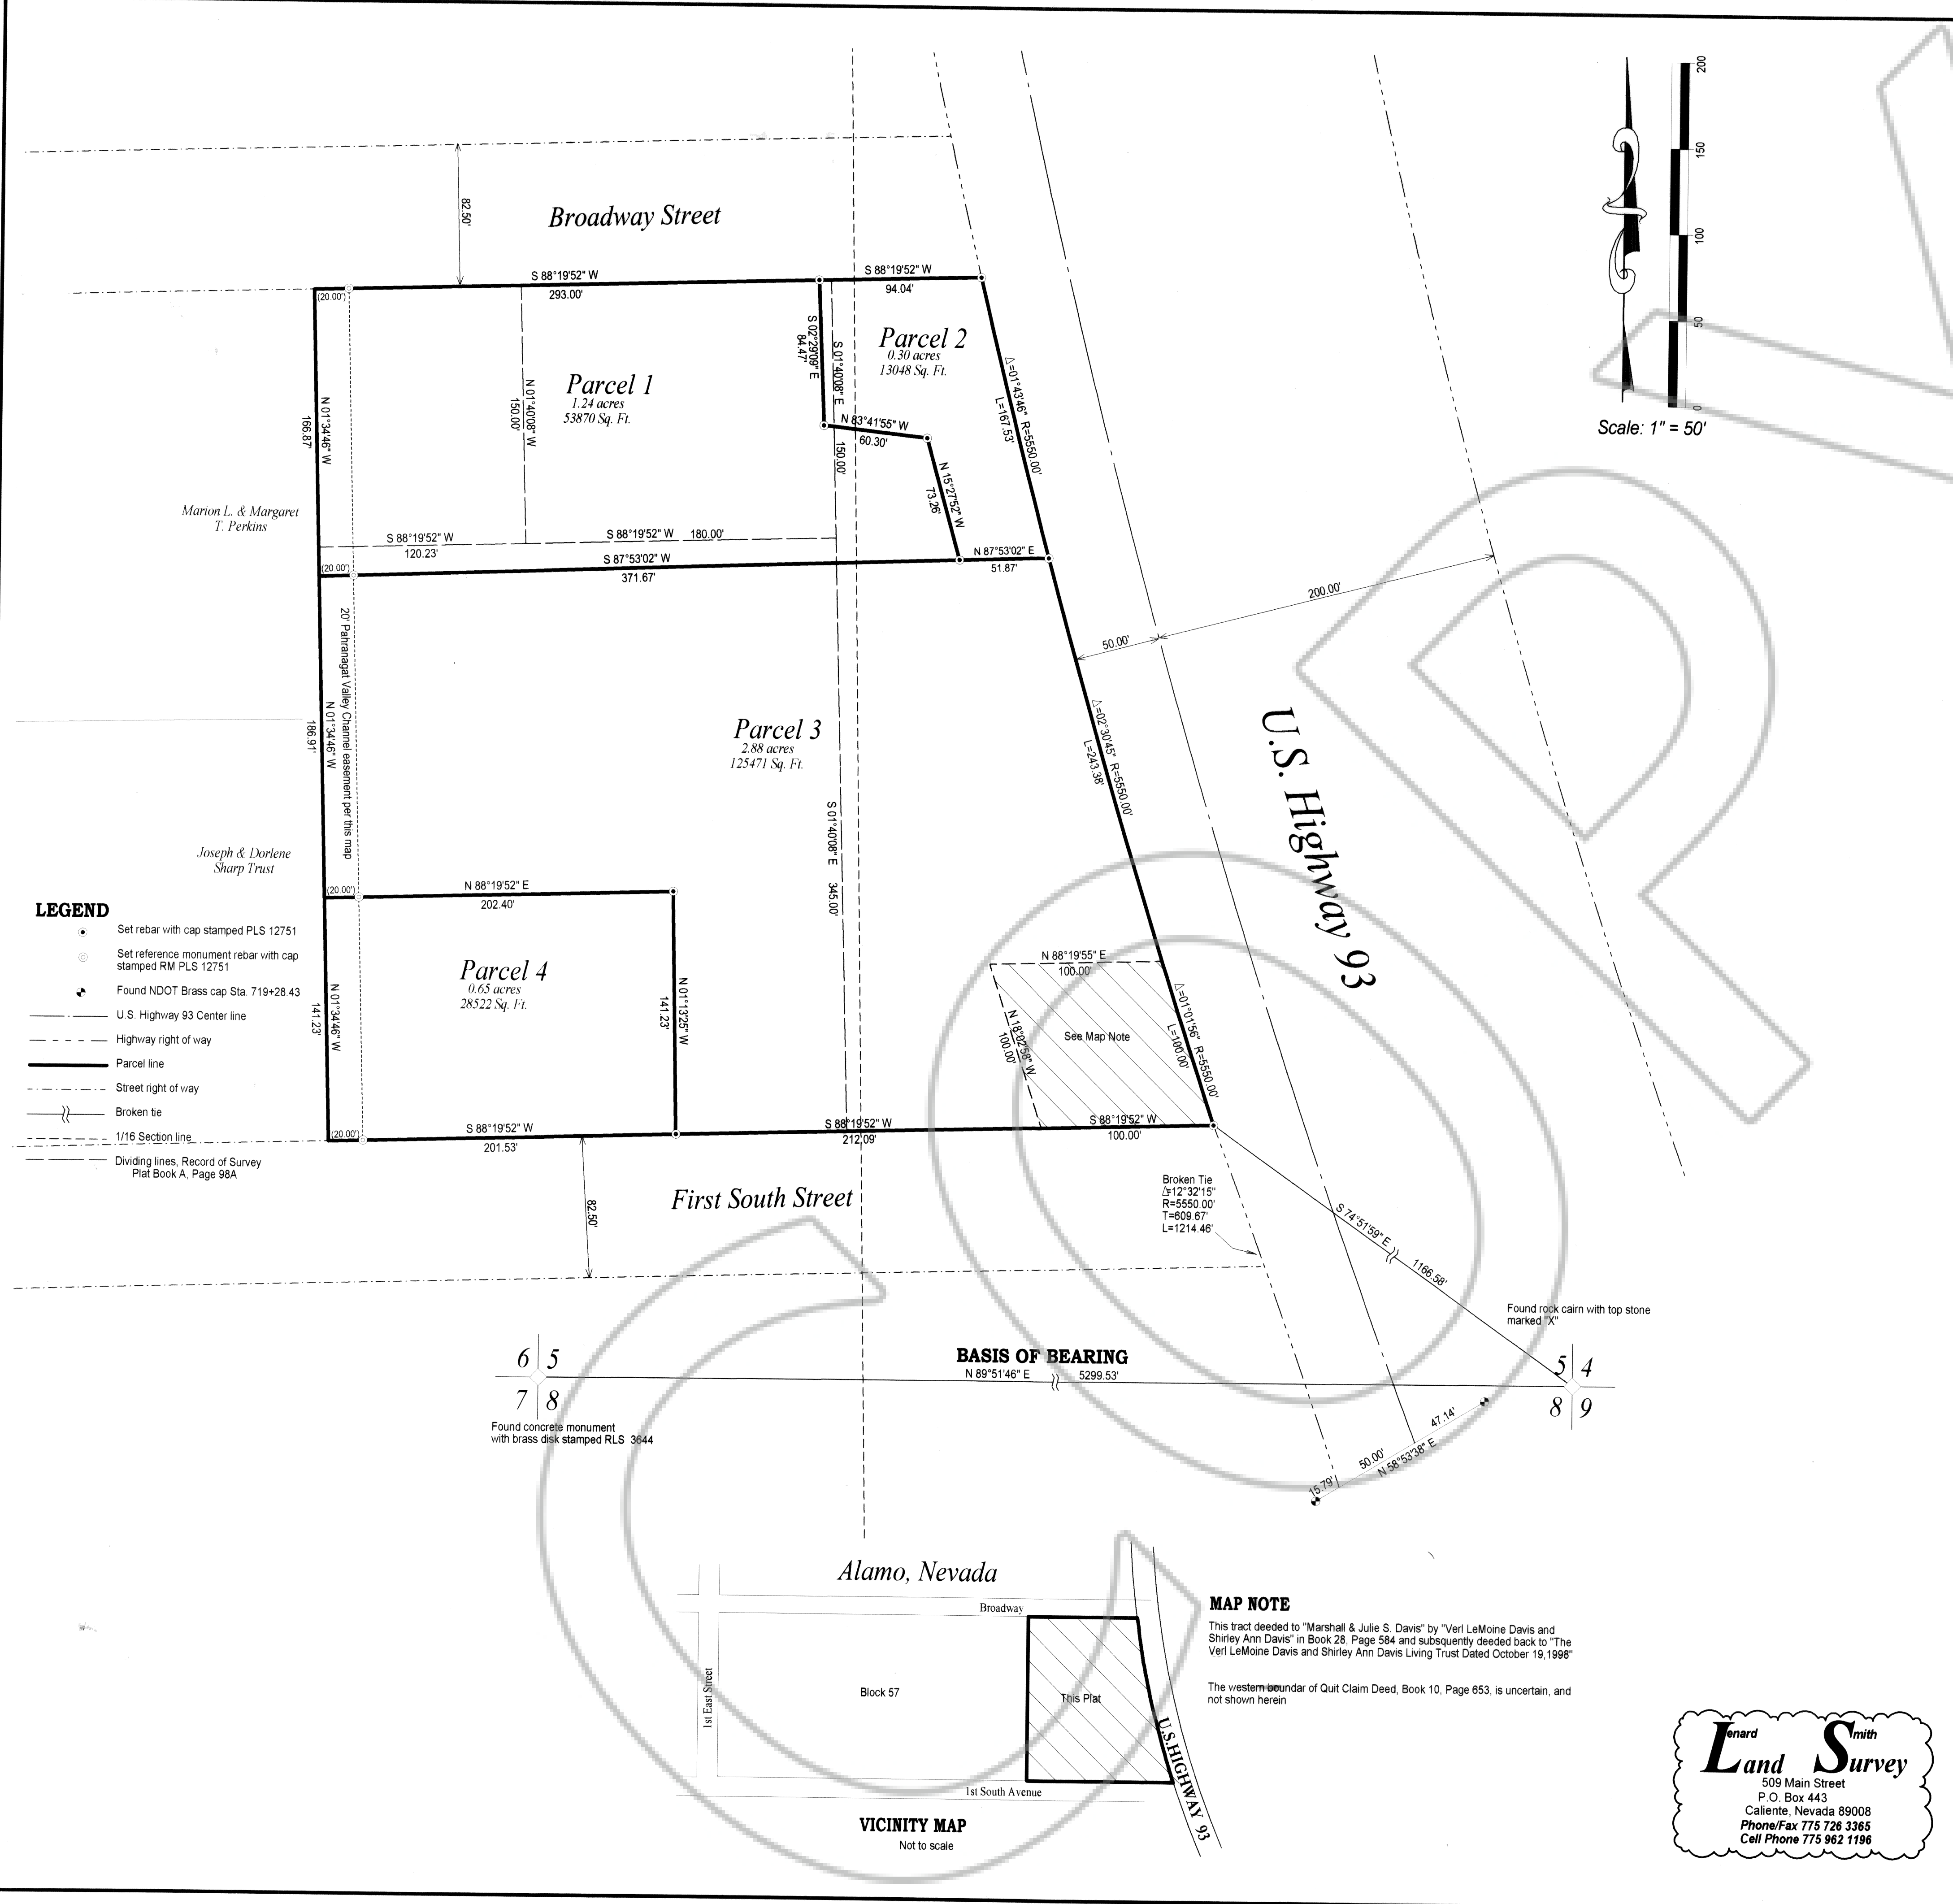 82.50'
Broadway Street
S 88°19'52" W
293.00'
S 88°19'52" W
94.04'
(20.00')
Parcel 1
1.24 acres
53870 Sq. Ft.
Parcel 2
0.30 acres
13048 Sq. Ft.
S 02°29'09" E
84.47'
S 01°40'08" E
150.00'
N 01°40'08" W
150.00'
N 83°41'55" W
60.30'
N 15°27'52" W
73.26'
Δ=01°43'46" R=5550.00'
L=167.53'
N 01°34'46" W
166.87'
Marion L. & Margaret
T. Perkins
S 88°19'52" W
120.23'
S 88°19'52" W 180.00'
(20.00')
S 87°53'02" W
371.67'
N 87°53'02" E
51.87'
200.00'
50.00'
20' Pahranagat Valley Channel easement per this map
N 01°34'46" W
186.91'
Parcel 3
2.88 acres
125471 Sq. Ft.
S 01°40'08" E 345.00'
Δ=02°30'45" R=5550.00'
L=243.38'
U.S. Highway 93
Joseph & Dorlene
Sharp Trust
(20.00')
N 88°19'52" E
202.40'
Parcel 4
0.65 acres
28522 Sq. Ft.
N 01°34'46" W
141.23'
N 01°13'25" W
141.23'
N 88°19'55" E
100.00'
N 18°02'58" W
100.00'
See Map Note
Δ=01°01'56" R=5550.00'
L=100.00'
(20.00')
S 88°19'52" W
201.53'
S 88°19'52" W
212.09'
S 88°19'52" W
100.00'
First South Street
82.50'
Broken Tie
Δ=12°32'15"
R=5550.00'
T=609.67'
L=1214.46'
S 74°51'59" E
1166.58'
Found rock cairn with top stone
marked "X"
LEGEND
Set rebar with cap stamped PLS 12751
Set reference monument rebar with cap
stamped RM PLS 12751
Found NDOT Brass cap Sta. 719+28.43
U.S. Highway 93 Center line
Highway right of way
Parcel line
Street right of way
Broken tie
1/16 Section line
Dividing lines, Record of Survey
Plat Book A, Page 98A
Scale: 1" = 50'
0
50
100
150
200
6 5
7 8
BASIS OF BEARING
N 89°51'46" E 5299.53'
5 4
8 9
Found concrete monument
with brass disk stamped RLS 3644
15.79'
50.00'
47.14'
N 58°53'38" E
Alamo, Nevada
Broadway
1st East Street
Block 57
This Plat
U.S.HIGHWAY 93
1st South Avenue
VICINITY MAP
Not to scale
MAP NOTE
This tract deeded to "Marshall & Julie S. Davis" by "Verl LeMoine Davis and
Shirley Ann Davis" in Book 28, Page 584 and subsquently deeded back to "The
Verl LeMoine Davis and Shirley Ann Davis Living Trust Dated October 19,1998"
The western boundar of Quit Claim Deed, Book 10, Page 653, is uncertain, and
not shown herein
Lenard Smith
Land Survey
509 Main Street
P.O. Box 443
Caliente, Nevada 89008
Phone/Fax 775 726 3365
Cell Phone 775 962 1196
COP